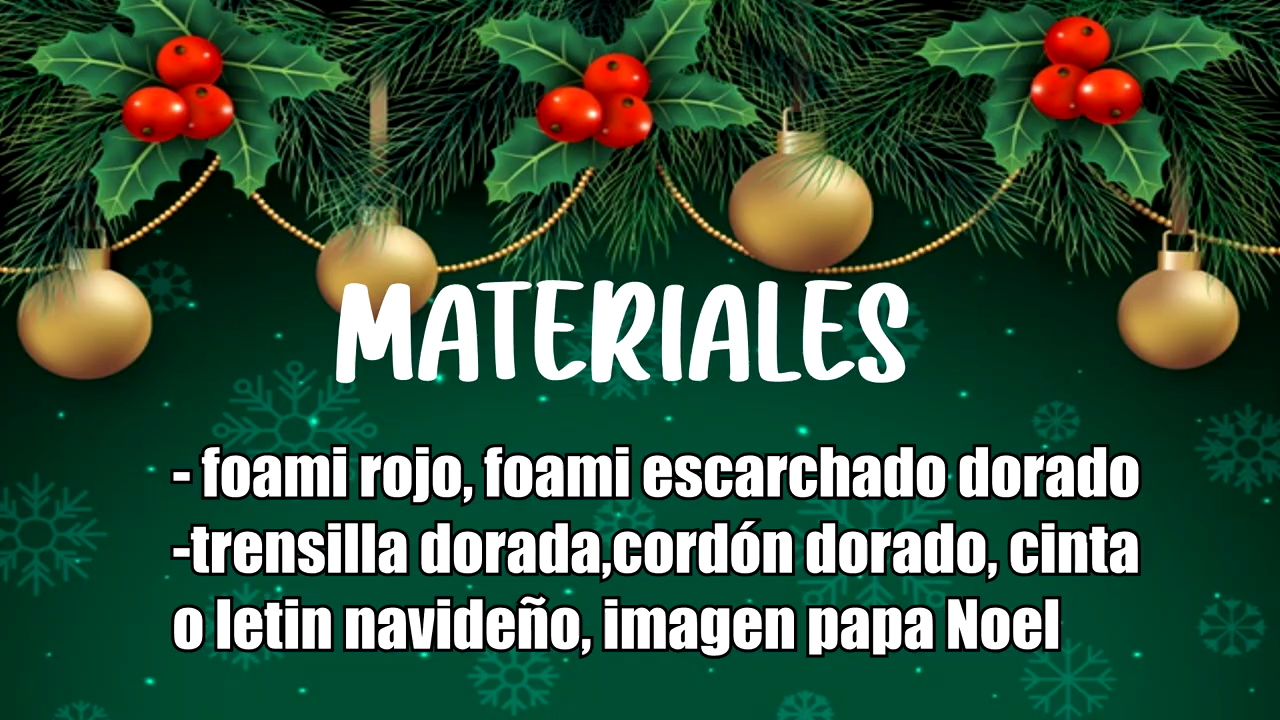 MATERIALES
- foami rojo, foami escarchado dorado
-trensilla dorada,cordón dorado, cinta
o letin navideño, imagen papa Noel